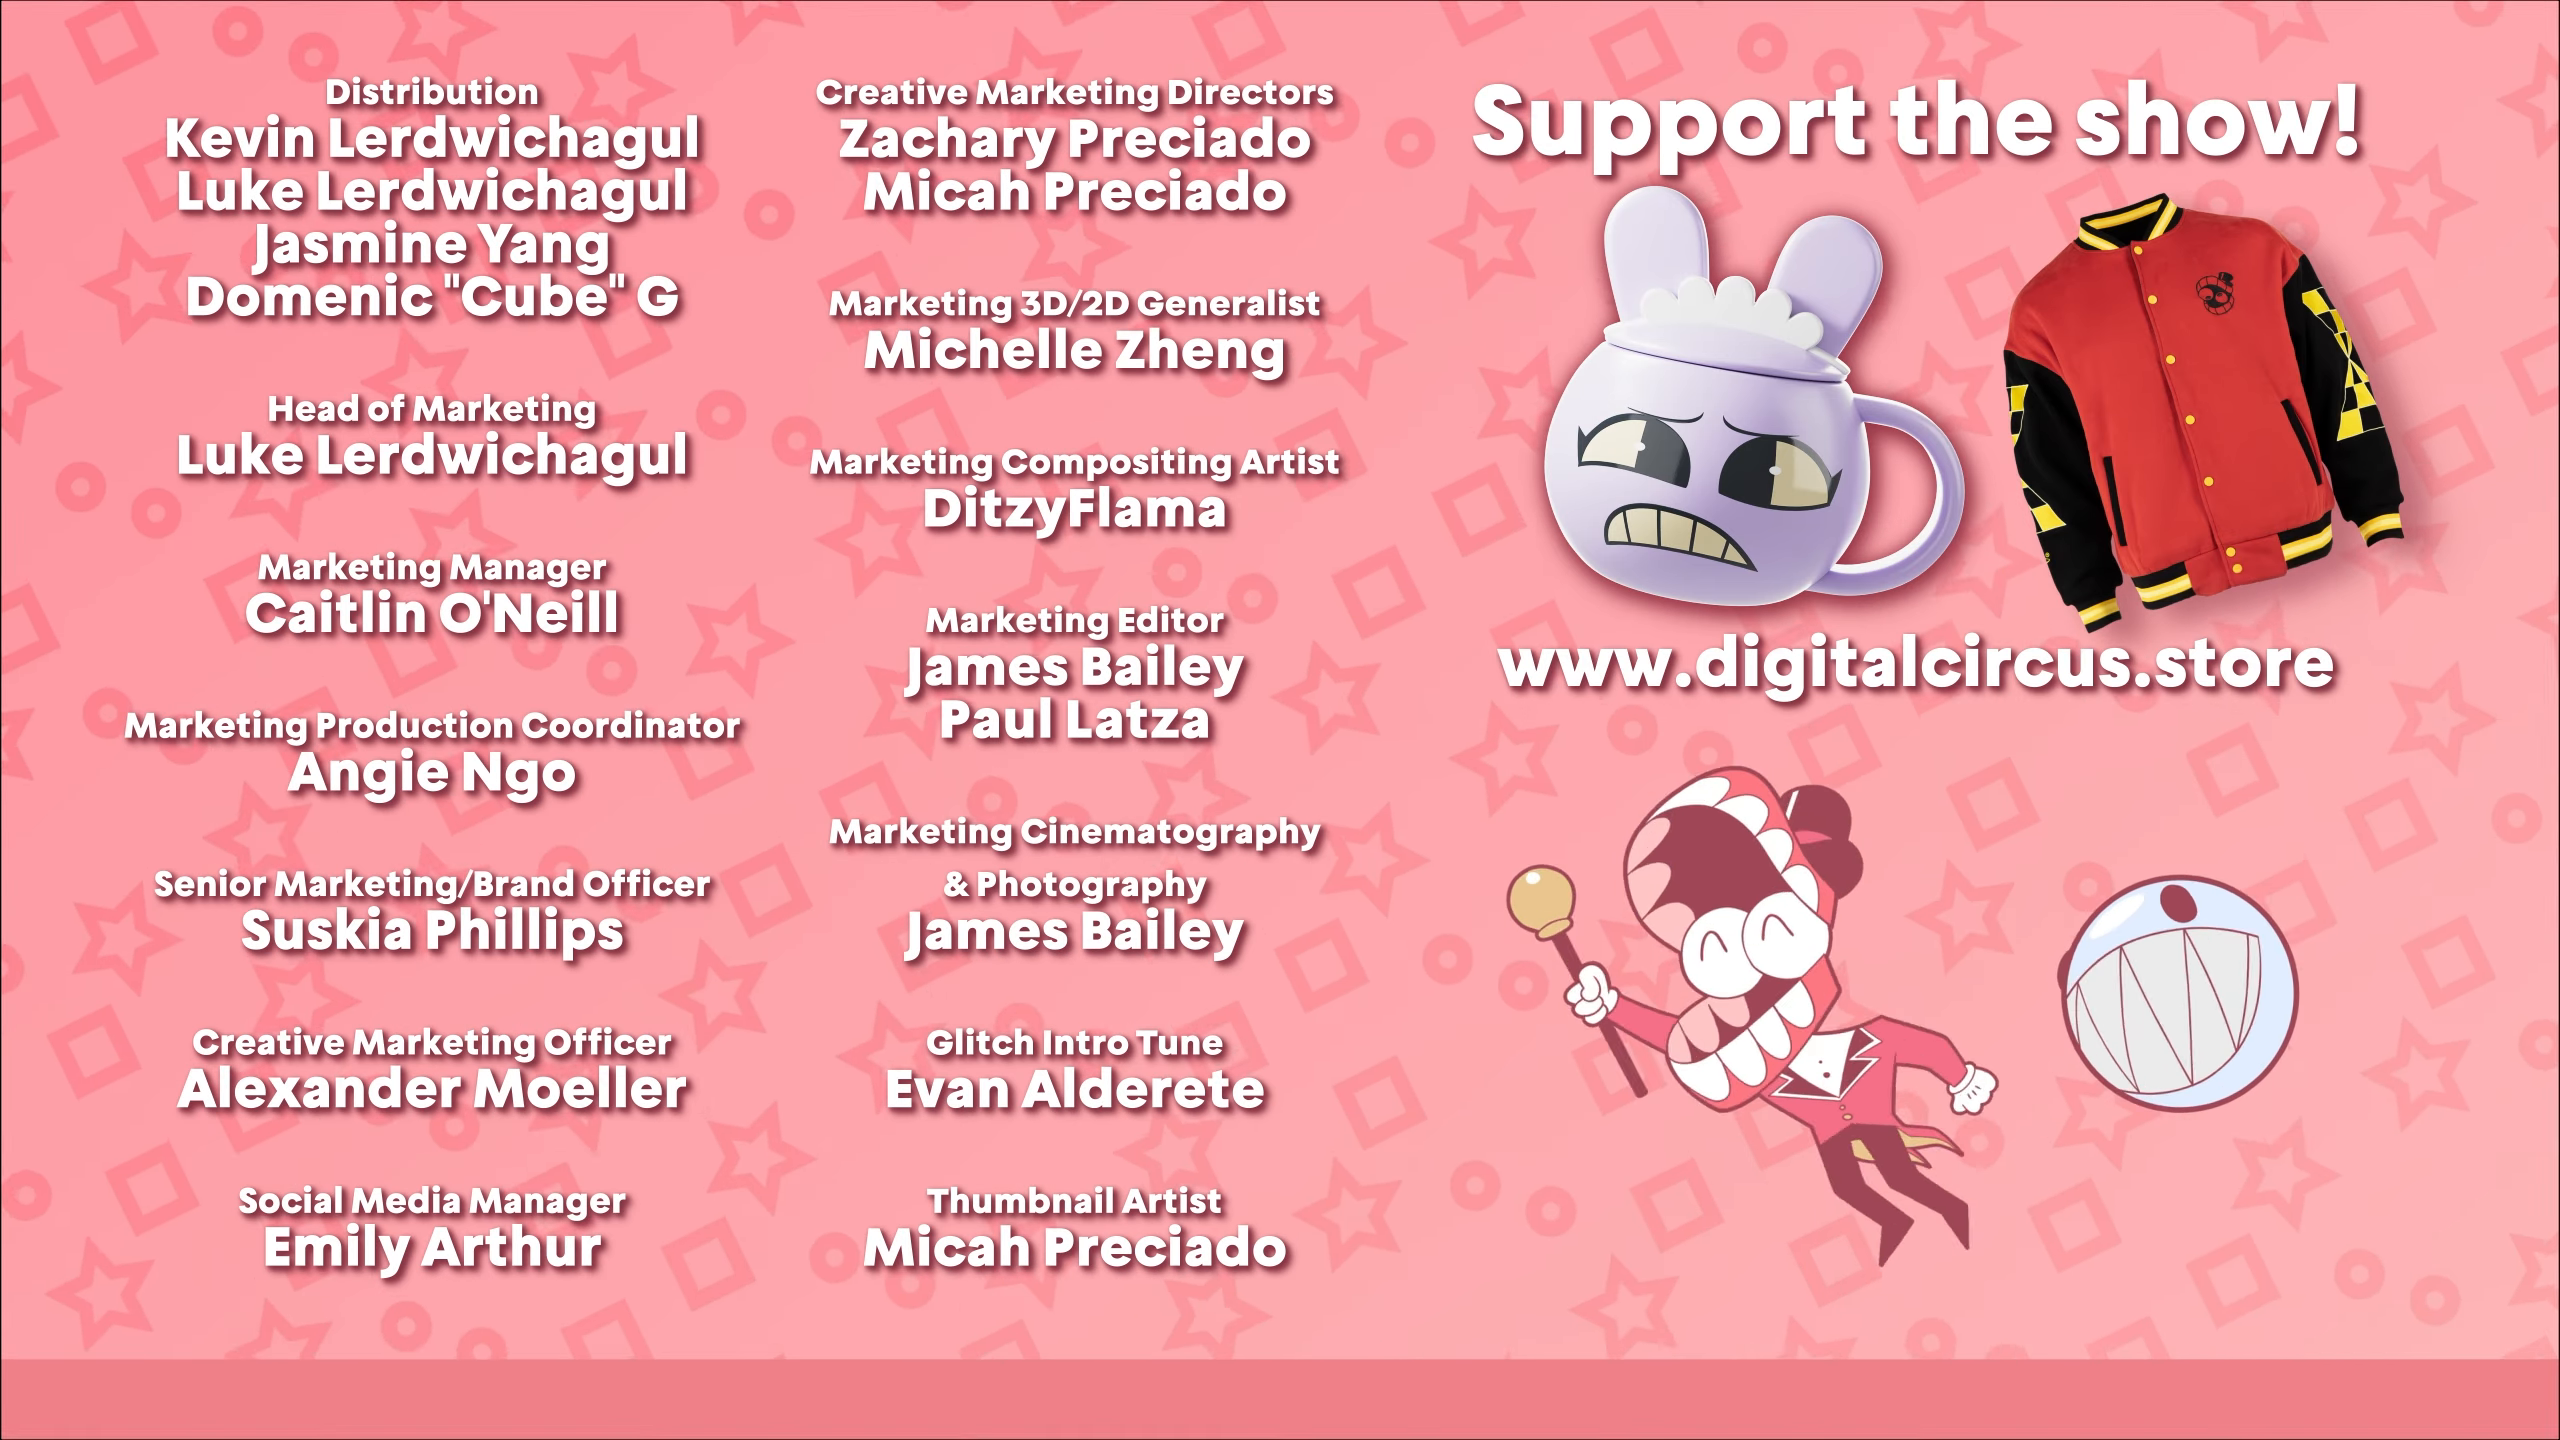 Distribution
Kevin Lerdwichagul
Luke Lerdwichagul
Jasmine Yang
Domenic "Cube" G
Head of Marketing
Luke Lerdwichagul
Marketing Manager
Caitlin O'Neill
Marketing Production Coordinator
Angie Ngo
Senior Marketing/Brand Officer
Suskia Phillips
Creative Marketing Officer
Alexander Moeller
Social Media Manager
Emily Arthur
Creative Marketing Directors
Zachary Preciado
Micah Preciado
Marketing 3D/2D Generalist
Michelle Zheng
Marketing Compositing Artist
DitzyFlama
Marketing Editor
James Bailey
Paul Latza
Marketing Cinematography
& Photography
James Bailey
Glitch Intro Tune
Evan Alderete
Thumbnail Artist
Micah Preciado
Support the show!
www.digitalcircus.store